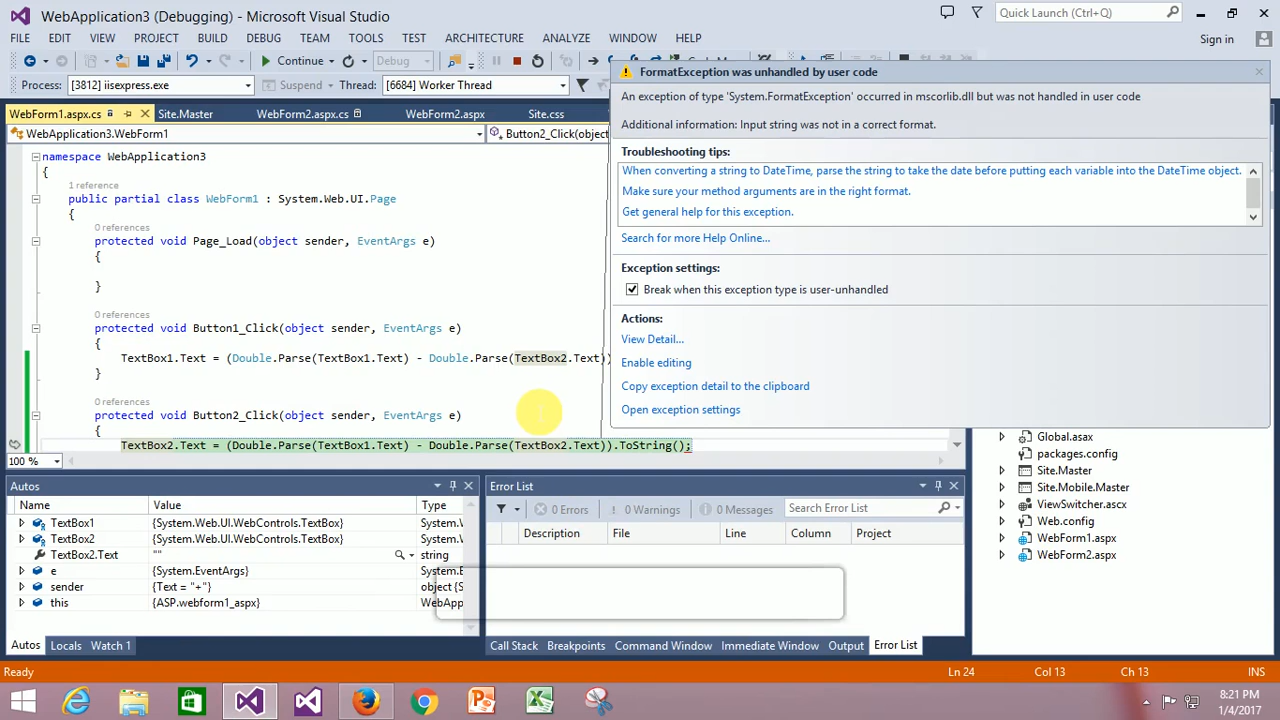 WebApplication3 (Debugging) - Microsoft Visual Studio
Quick Launch (Ctrl+Q)
FILE EDIT VIEW PROJECT BUILD DEBUG TEAM TOOLS TEST ARCHITECTURE ANALYZE WINDOW HELP
Sign in
Continue Debug
Process: [3812] iisexpress.exe Suspend Thread: [6684] Worker Thread
WebForm1.aspx.cs Site.Master WebForm2.aspx.cs WebForm2.aspx Site.css
WebApplication3.WebForm1 Button2_Click(object
namespace WebApplication3
{
1 reference
public partial class WebForm1 : System.Web.UI.Page
{
0 references
protected void Page_Load(object sender, EventArgs e)
{
}
0 references
protected void Button1_Click(object sender, EventArgs e)
{
TextBox1.Text = (Double.Parse(TextBox1.Text) - Double.Parse(TextBox2.Text))
}
0 references
protected void Button2_Click(object sender, EventArgs e)
{
TextBox2.Text = (Double.Parse(TextBox1.Text) - Double.Parse(TextBox2.Text)).ToString();
100 %
FormatException was unhandled by user code
An exception of type 'System.FormatException' occurred in mscorlib.dll but was not handled in user code
Additional information: Input string was not in a correct format.
Troubleshooting tips:
When converting a string to DateTime, parse the string to take the date before putting each variable into the DateTime object.
Make sure your method arguments are in the right format.
Get general help for this exception.
Search for more Help Online...
Exception settings:
Break when this exception type is user-unhandled
Actions:
View Detail...
Enable editing
Copy exception detail to the clipboard
Open exception settings
Global.asax
packages.config
Site.Master
Site.Mobile.Master
ViewSwitcher.ascx
Web.config
WebForm1.aspx
WebForm2.aspx
Autos
Name Value Type
TextBox1 {System.Web.UI.WebControls.TextBox} System.
TextBox2 {System.Web.UI.WebControls.TextBox} System.
TextBox2.Text "" string
e {System.EventArgs} System.E
sender {Text = "+"} object {S
this {ASP.webform1_aspx} WebApp
Autos Locals Watch 1
Error List
0 Errors 0 Warnings 0 Messages Search Error List
Description File Line Column Project
Call Stack Breakpoints Command Window Immediate Window Output Error List
Ready Ln 24 Col 13 Ch 13 INS
8:21 PM
1/4/2017